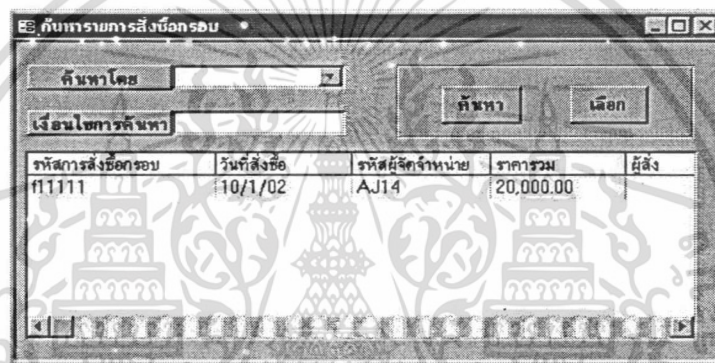 ค้นหารายการสั่งซื้อกรอบ
ค้นหาโดย
ค้นหา เลือก
เงื่อนไขการค้นหา
รหัสการสั่งซื้อกรอบ วันที่สั่งซื้อ รหัสผู้จัดจำหน่าย ราคารวม ผู้สั่ง
f11111 10/1/02 AJ14 20,000.00